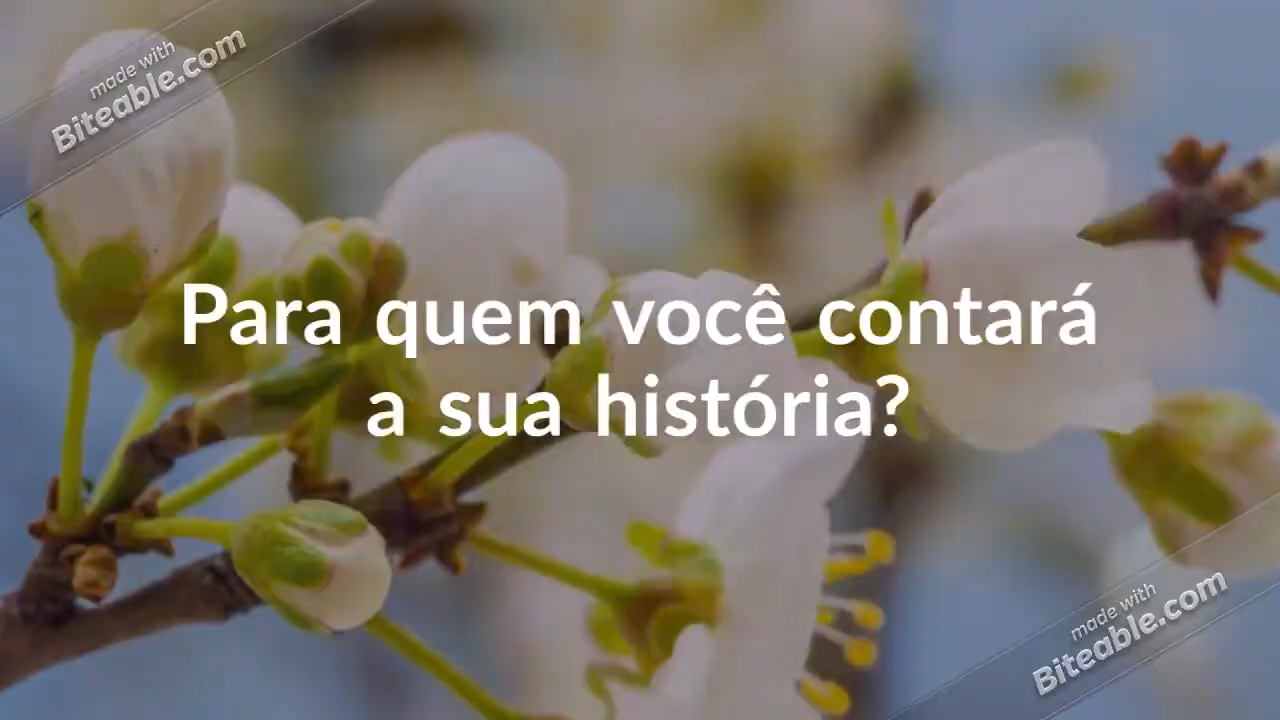 made with
Biteable.com
Para quem você contará
a sua história?
made with
Biteable.com